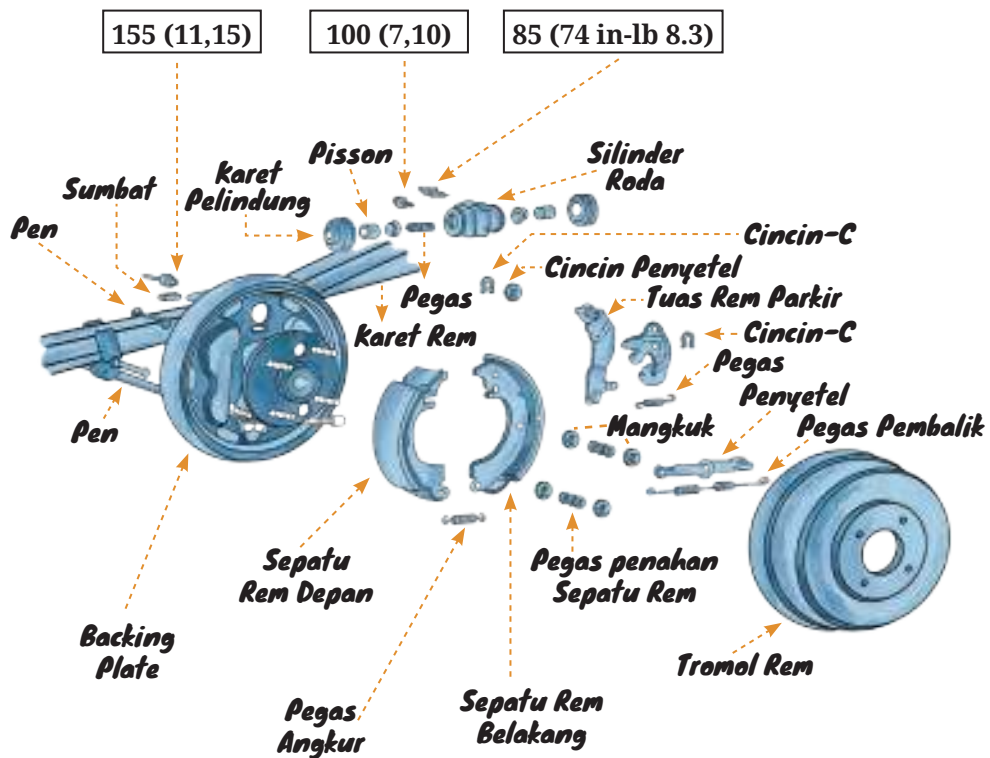 155 (11,15)
100 (7,10)
85 (74 in-lb 8.3)
Pisson
Silinder
Roda
Karet
Pelindung
Sumbat
Pen
Cincin-C
Cincin Penyetel
Pegas
Tuas Rem Parkir
Karet Rem
Cincin-C
Pegas
Penyetel
Pen
Mangkuk
Pegas Pembalik
Sepatu
Rem Depan
Pegas penahan
Sepatu Rem
Backing
Plate
Tromol Rem
Pegas
Angkur
Sepatu Rem
Belakang